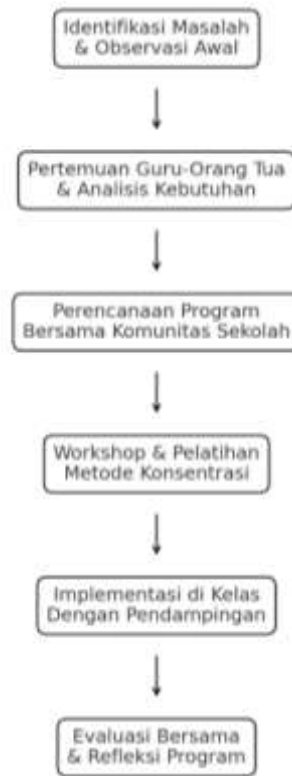 Identifikasi Masalah
& Observasi Awal
Pertemuan Guru-Orang Tua
& Analisis Kebutuhan
Perencanaan Program
Bersama Komunitas Sekolah
Workshop & Pelatihan
Metode Konsentrasi
Implementasi di Kelas
Dengan Pendampingan
Evaluasi Bersama
& Refleksi Program